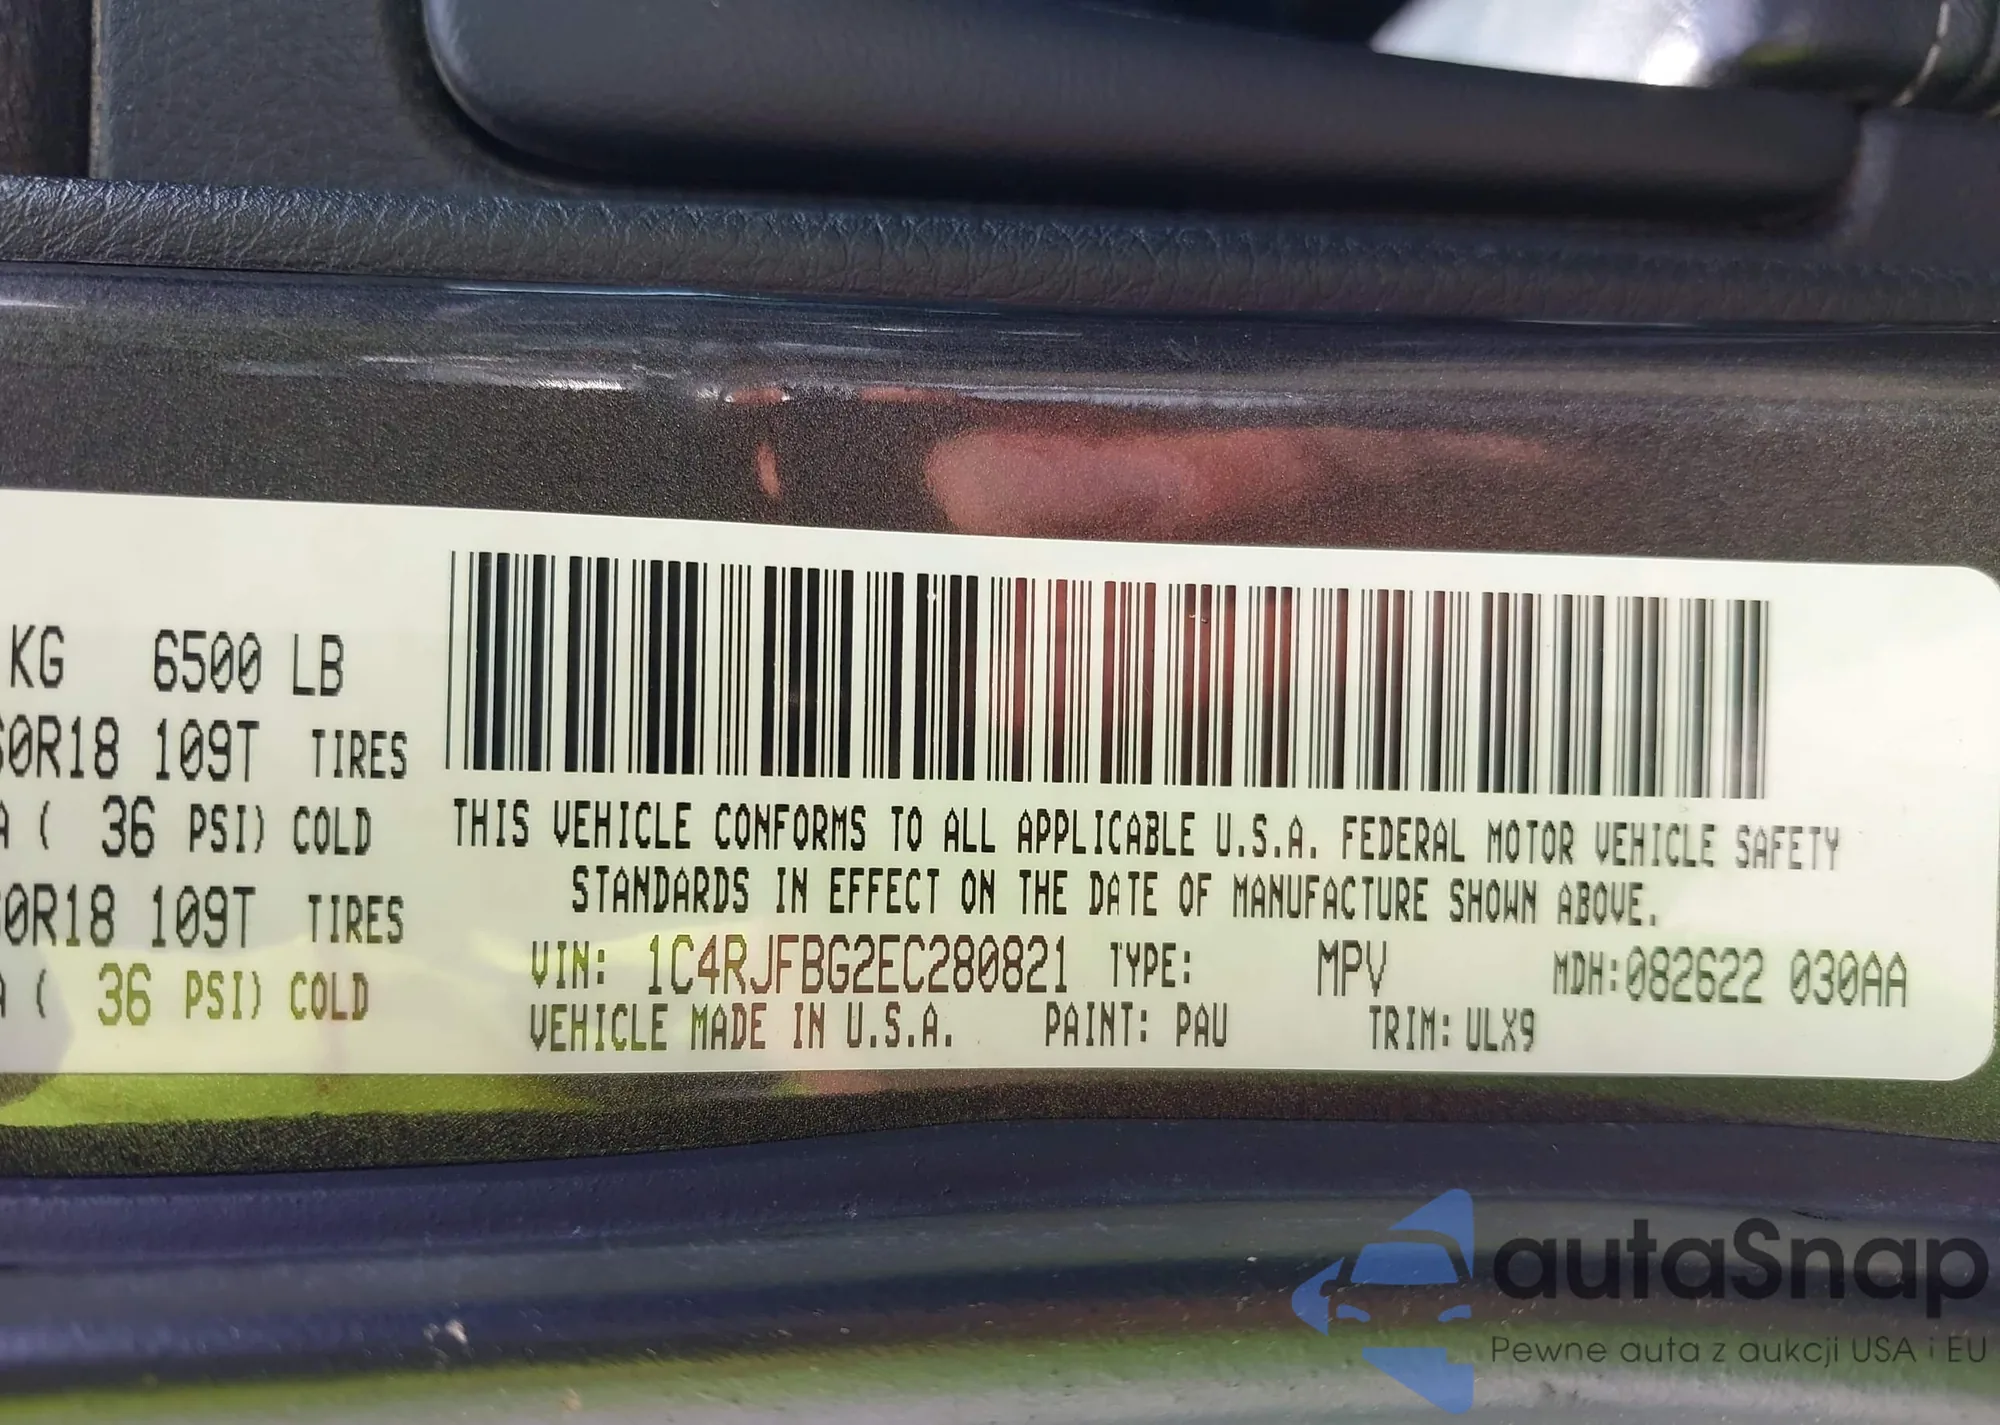 KG 6500 LB
60R18 109T TIRES
A ( 36 PSI) COLD
60R18 109T TIRES
A ( 36 PSI) COLD
THIS VEHICLE CONFORMS TO ALL APPLICABLE U.S.A. FEDERAL MOTOR VEHICLE SAFETY
STANDARDS IN EFFECT ON THE DATE OF MANUFACTURE SHOWN ABOVE.
VIN: 1C4RJFBG2EC280821 TYPE: MPV MDH:082622 030AA
VEHICLE MADE IN U.S.A. PAINT: PAU TRIM: ULX9
autaSnap
Pewne auta z aukcji USA i EU